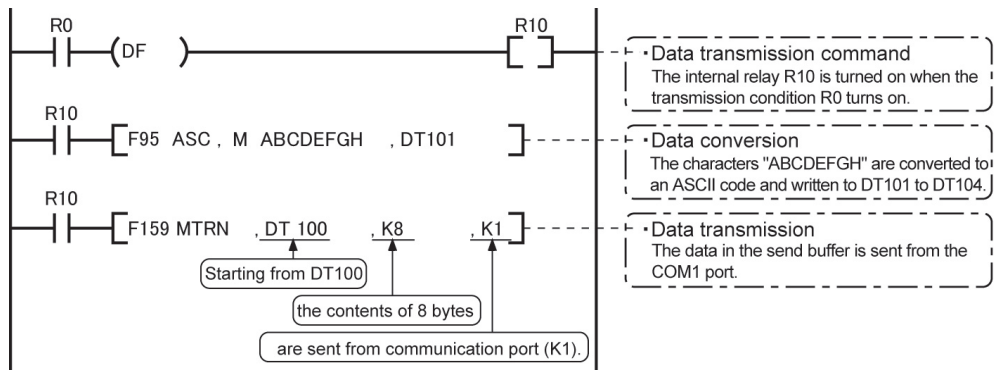 R0
DF
R10
・Data transmission command
The internal relay R10 is turned on when the
transmission condition R0 turns on.
R10
F95 ASC , M ABCDEFGH , DT101
・Data conversion
The characters "ABCDEFGH" are converted to
an ASCII code and written to DT101 to DT104.
R10
F159 MTRN , DT 100 , K8 , K1
・Data transmission
The data in the send buffer is sent from the
COM1 port.
Starting from DT100
the contents of 8 bytes
are sent from communication port (K1).